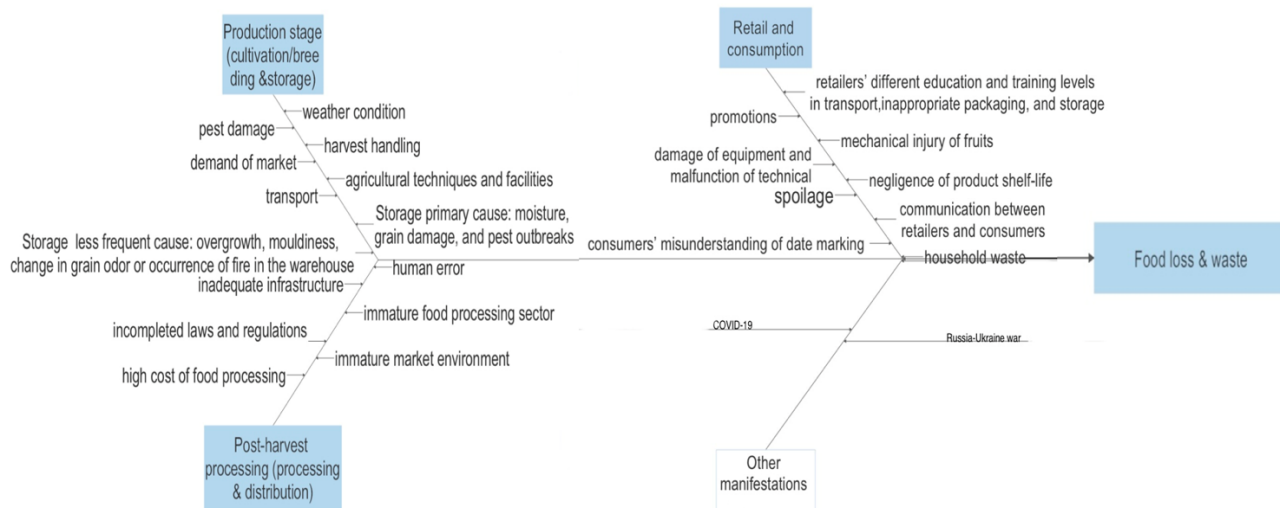 Production stage
(cultivation/bree
ding &storage)
weather condition
pest damage
harvest handling
demand of market
agricultural techniques and facilities
transport
Storage primary cause: moisture,
grain damage, and pest outbreaks
Storage less frequent cause: overgrowth, mouldiness,
change in grain odor or occurrence of fire in the warehouse
human error
inadequate infrastructure
immature food processing sector
incompleted laws and regulations
immature market environment
high cost of food processing
Post-harvest
processing (processing
& distribution)
Retail and
consumption
retailers' different education and training levels
in transport,inappropriate packaging, and storage
promotions
mechanical injury of fruits
damage of equipment and
malfunction of technical
negligence of product shelf-life
spoilage
communication between
retailers and consumers
consumers' misunderstanding of date marking
household waste
Food loss & waste
COVID-19
Russia-Ukraine war
Other
manifestations